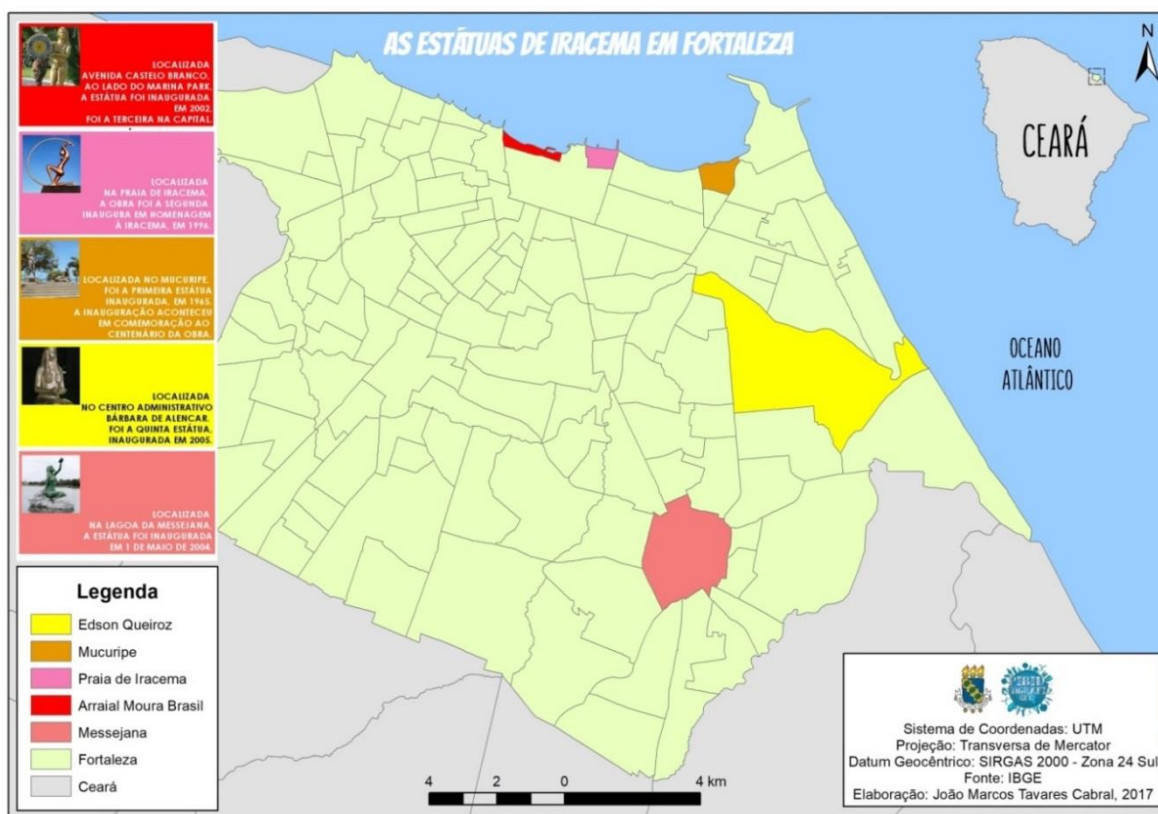 AS ESTÁTUAS DE IRACEMA EM FORTALEZA
LOCALIZADA
AVENIDA CASTELO BRANCO,
AO LADO DO MARINA PARK,
A ESTÁTUA FOI INAUGURADA
EM 2002,
FOI A TERCEIRA NA CAPITAL.
LOCALIZADA
NA PRAIA DE IRACEMA,
A OBRA FOI A SEGUNDA
INAUGURA EM HOMENAGEM
À IRACEMA, EM 1996.
LOCALIZADA NO MUCURIPE.
FOI A PRIMEIRA ESTÁTUA
INAUGURADA, EM 1965.
A INAUGURAÇÃO ACONTECEU
EM COMEMORAÇÃO AO
CENTENÁRIO DA OBRA.
LOCALIZADA
NO CENTRO ADMINISTRATIVO
BÁRBARA DE ALENCAR.
FOI A QUINTA ESTÁTUA,
INAUGURADA EM 2005.
LOCALIZADA
NA LAGOA DA MESSEJANA,
A ESTÁTUA FOI INAUGURADA
EM 1 DE MAIO DE 2004.
Legenda
Edson Queiroz
Mucuripe
Praia de Iracema
Arraial Moura Brasil
Messejana
Fortaleza
Ceará
N
CEARÁ
OCEANO
ATLÂNTICO
4 2 0 4 km
Sistema de Coordenadas: UTM
Projeção: Transversa de Mercator
Datum Geocêntrico: SIRGAS 2000 - Zona 24 Sul
Fonte: IBGE
Elaboração: João Marcos Tavares Cabral, 2017